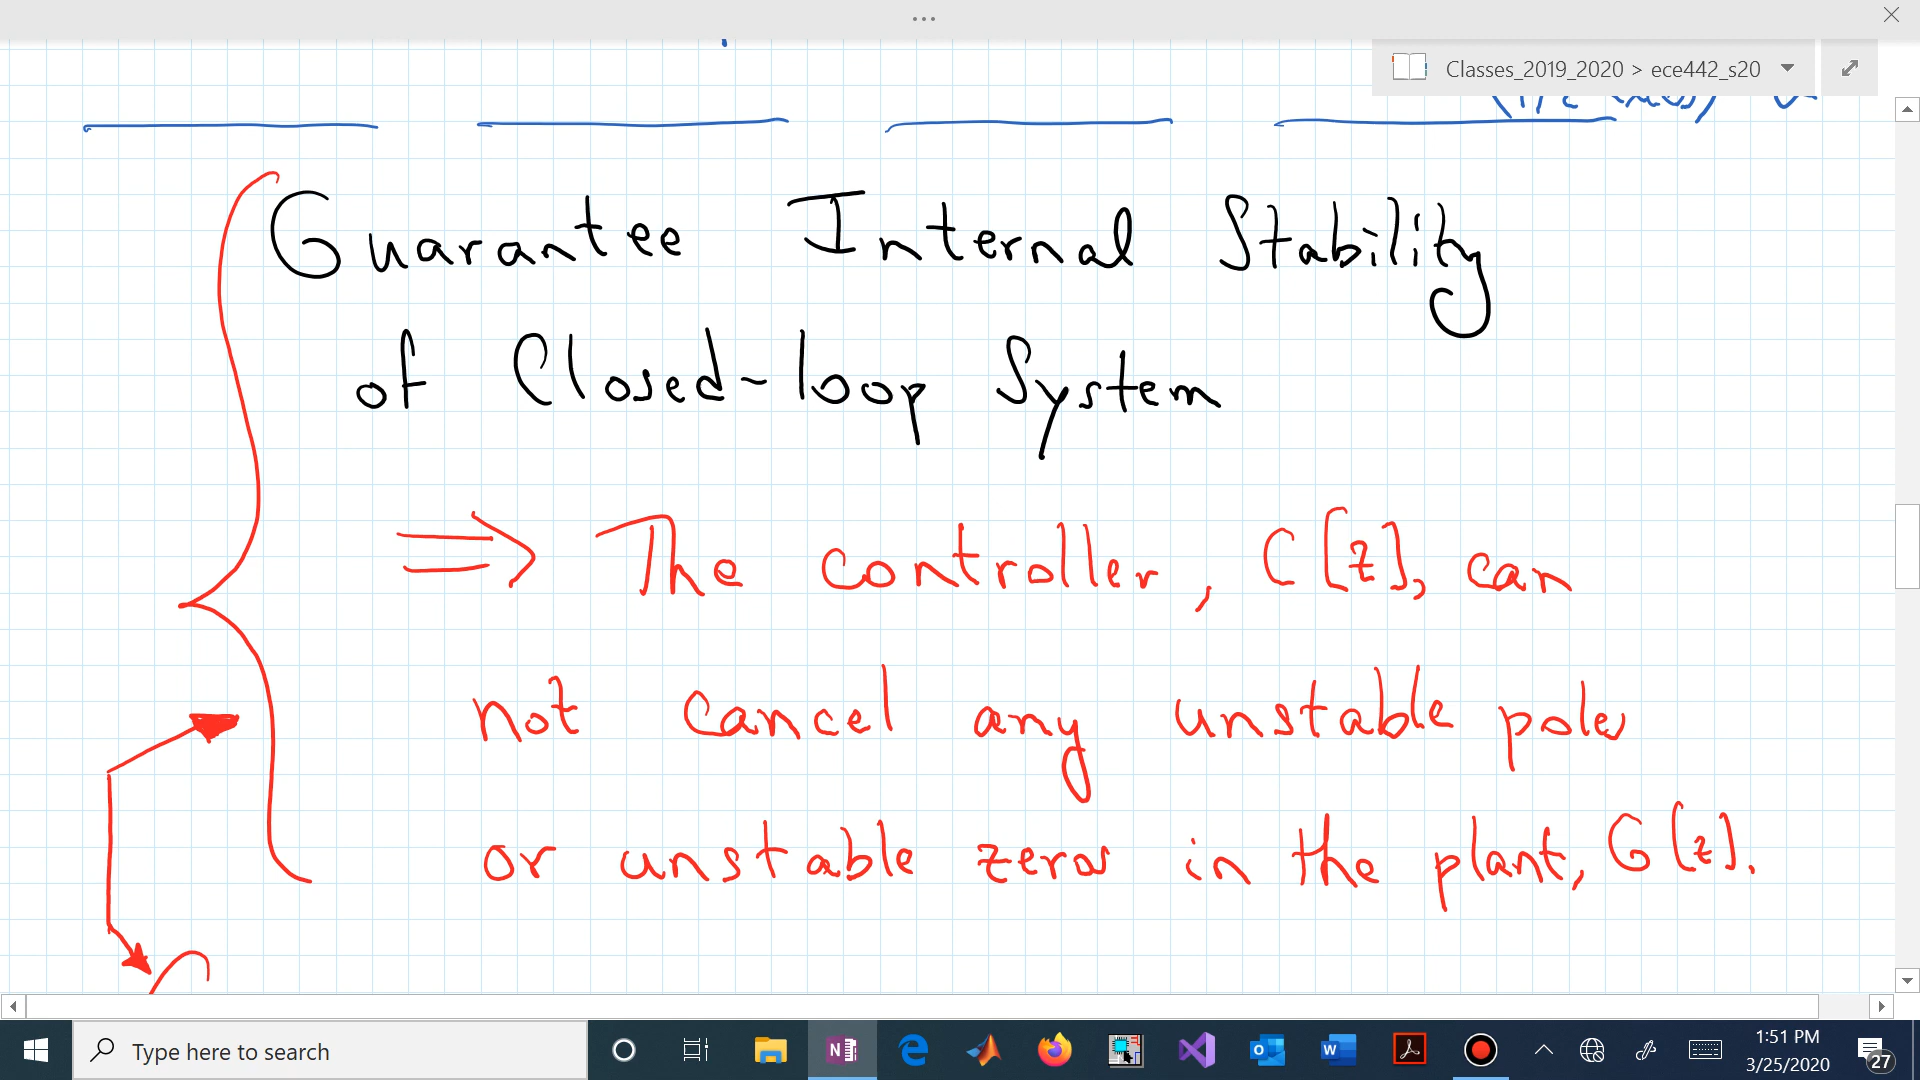 Classes_2019_2020 > ece442_s20
Guarantee Internal Stability
of Closed-loop System
⇒ The controller, C[z], can
not cancel any unstable poles
or unstable zeros in the plant, G[z].
Type here to search
1:51 PM
3/25/2020
27